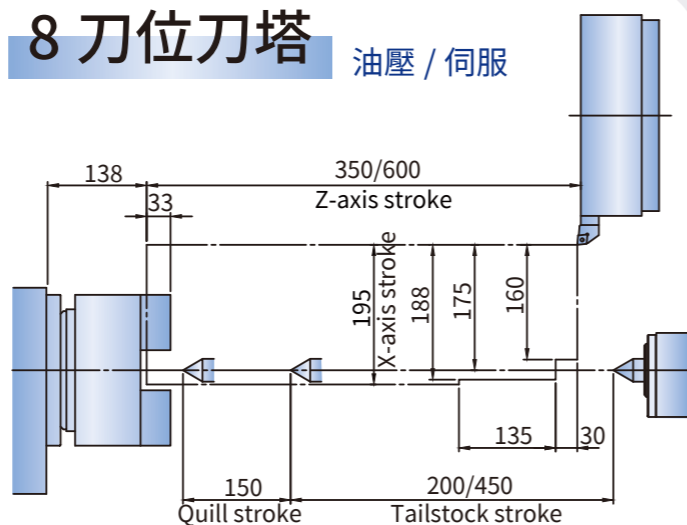 8 刀位刀塔
油壓 / 伺服
138
350/600
Z-axis stroke
33
195
X-axis stroke
188
175
160
135
30
150
200/450
Quill stroke
Tailstock stroke